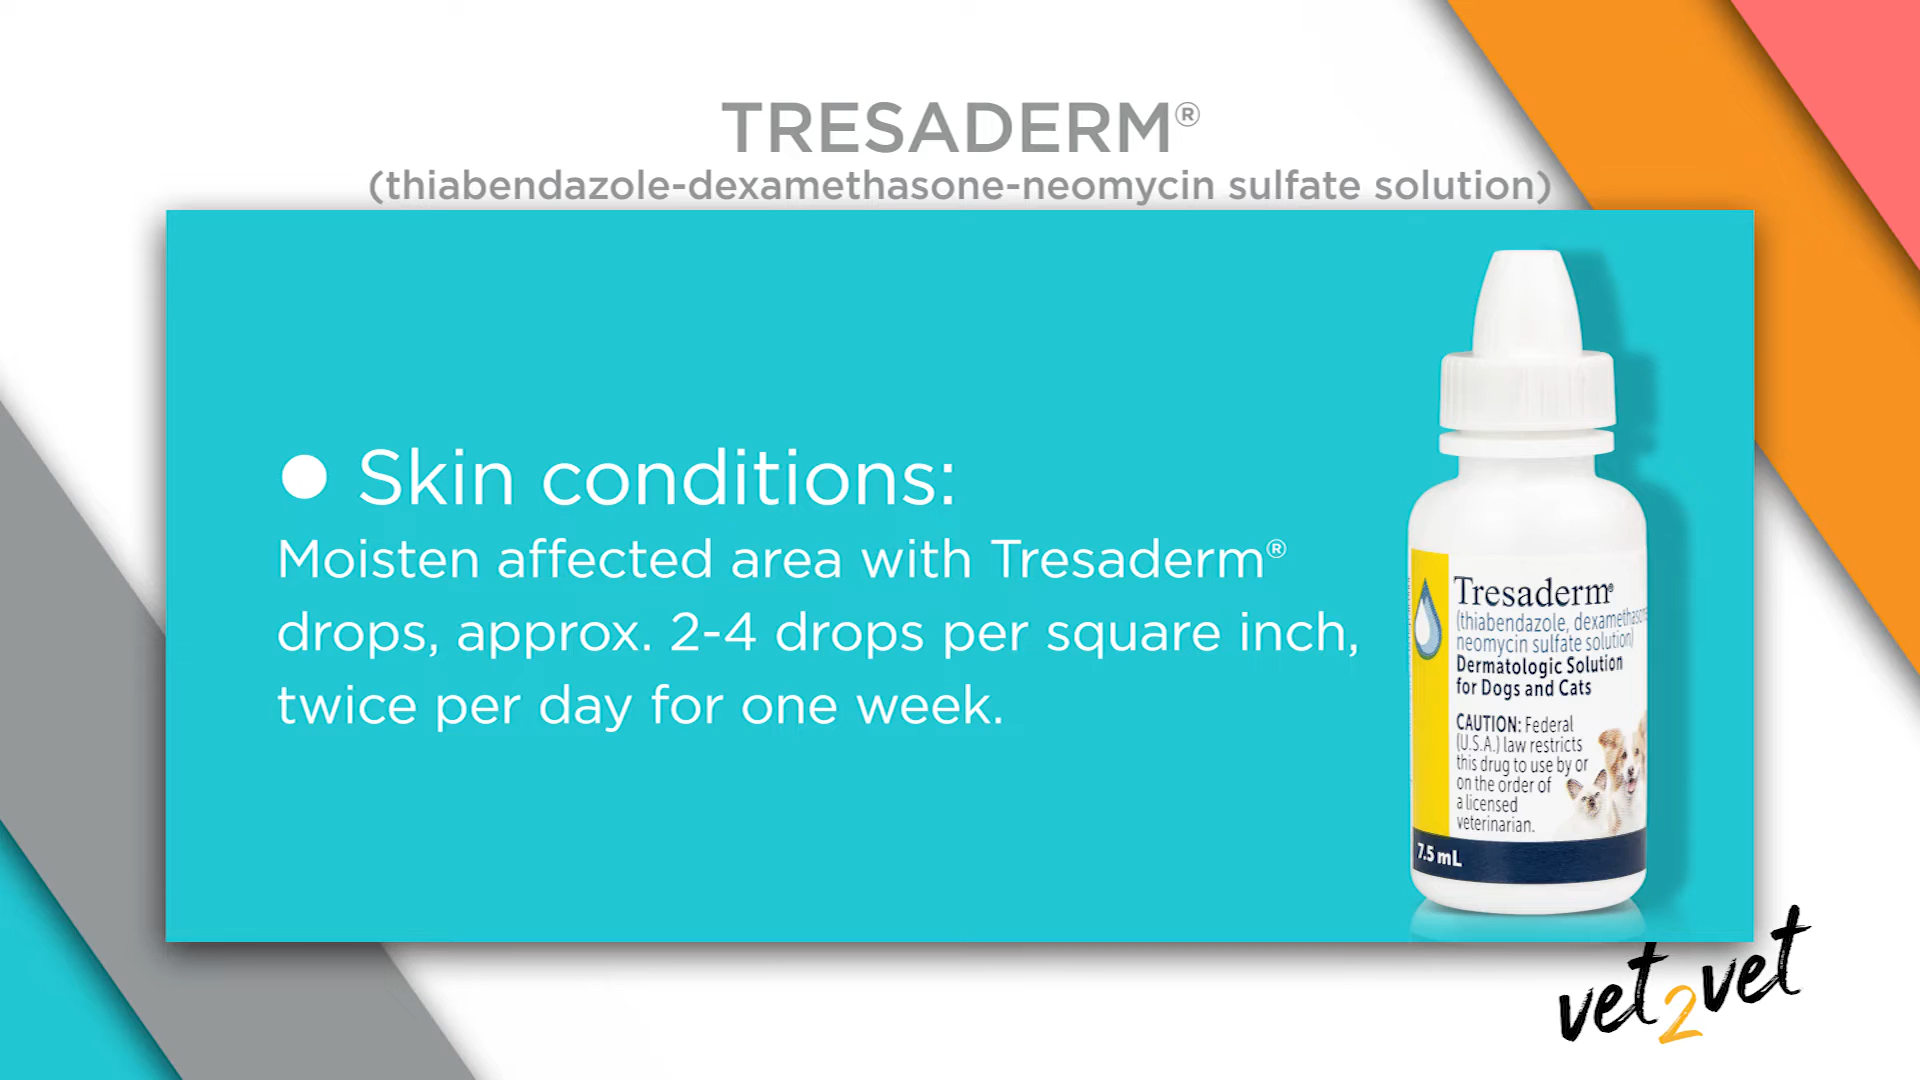 TRESADERM®
(thiabendazole-dexamethasone-neomycin sulfate solution)
● Skin conditions:
Moisten affected area with Tresaderm®
drops, approx. 2-4 drops per square inch,
twice per day for one week.
Tresaderm®
(thiabendazole, dexamethasone
neomycin sulfate solution)
Dermatologic Solution
for Dogs and Cats
CAUTION: Federal
(U.S.A.) law restricts
this drug to use by or
on the order of
a licensed
veterinarian.
7.5 mL
vet2vet